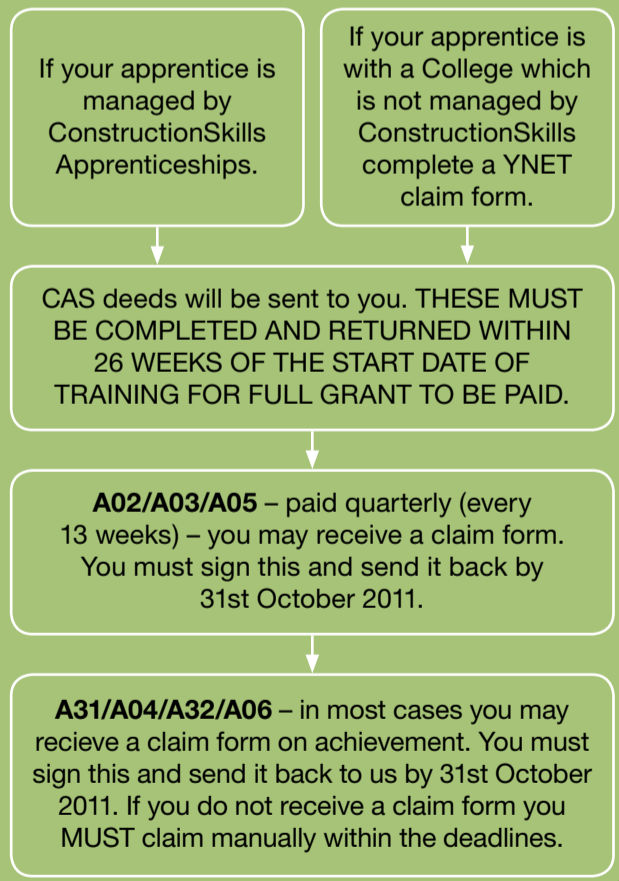 If your apprentice is
managed by
ConstructionSkills
Apprenticeships.
If your apprentice is
with a College which
is not managed by
ConstructionSkills
complete a YNET
claim form.
CAS deeds will be sent to you. THESE MUST
BE COMPLETED AND RETURNED WITHIN
26 WEEKS OF THE START DATE OF
TRAINING FOR FULL GRANT TO BE PAID.
A02/A03/A05 – paid quarterly (every
13 weeks) – you may receive a claim form.
You must sign this and send it back by
31st October 2011.
A31/A04/A32/A06 – in most cases you may
recieve a claim form on achievement. You must
sign this and send it back to us by 31st October
2011. If you do not receive a claim form you
MUST claim manually within the deadlines.